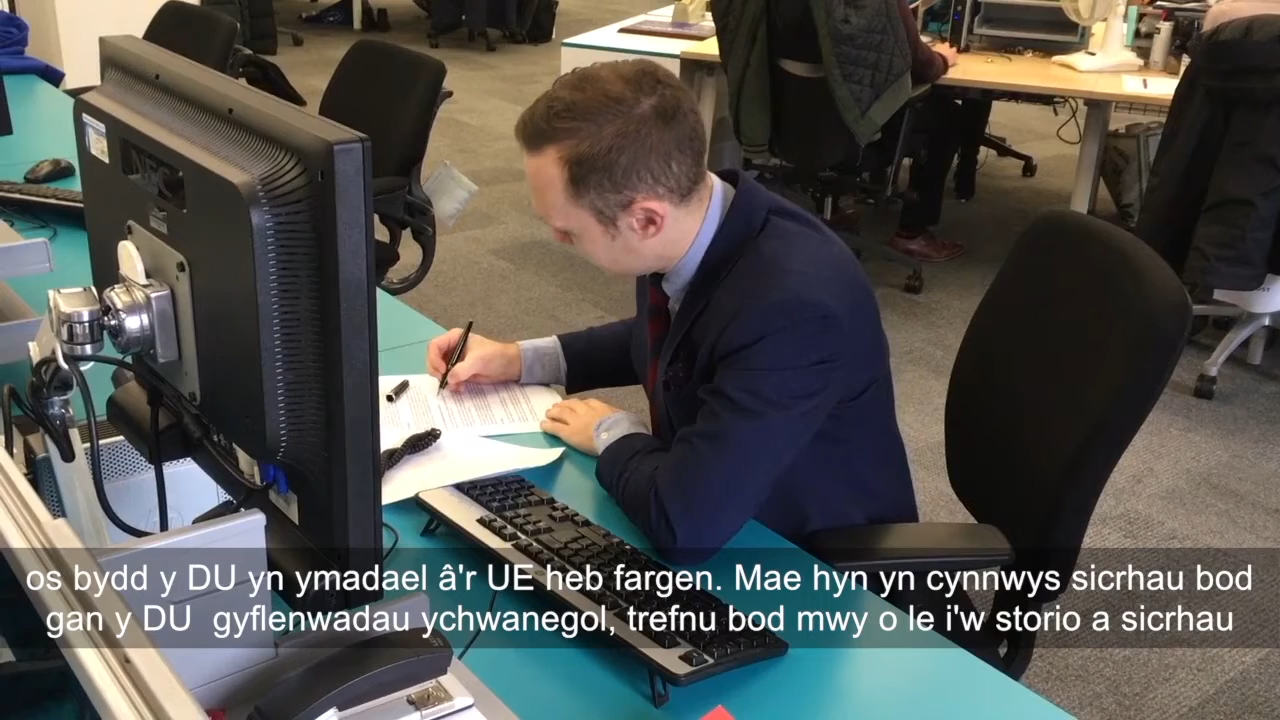 os bydd y DU yn ymadael â'r UE heb fargen. Mae hyn yn cynnwys sicrhau bod
gan y DU  gyflenwadau ychwanegol, trefnu bod mwy o le i'w storio a sicrhau